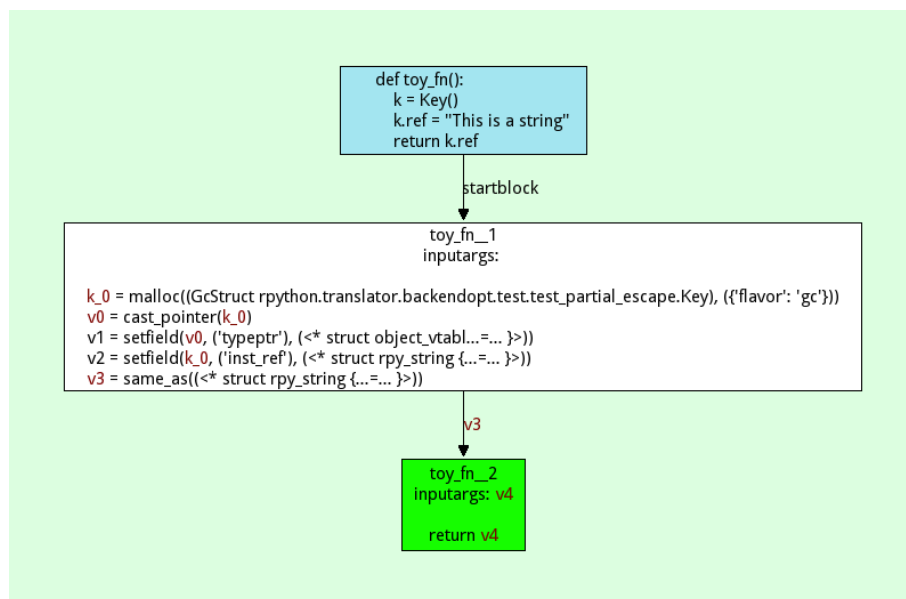 def toy_fn():
k = Key()
k.ref = "This is a string"
return k.ref
startblock
toy_fn__1
inputargs:
k_0 = malloc((GcStruct rpython.translator.backendopt.test.test_partial_escape.Key), ({'flavor': 'gc'}))
v0 = cast_pointer(k_0)
v1 = setfield(v0, ('typeptr'), (<* struct object_vtabl...=... }>))
v2 = setfield(k_0, ('inst_ref'), (<* struct rpy_string {...=... }>))
v3 = same_as((<* struct rpy_string {...=... }>))
v3
toy_fn__2
inputargs: v4
return v4